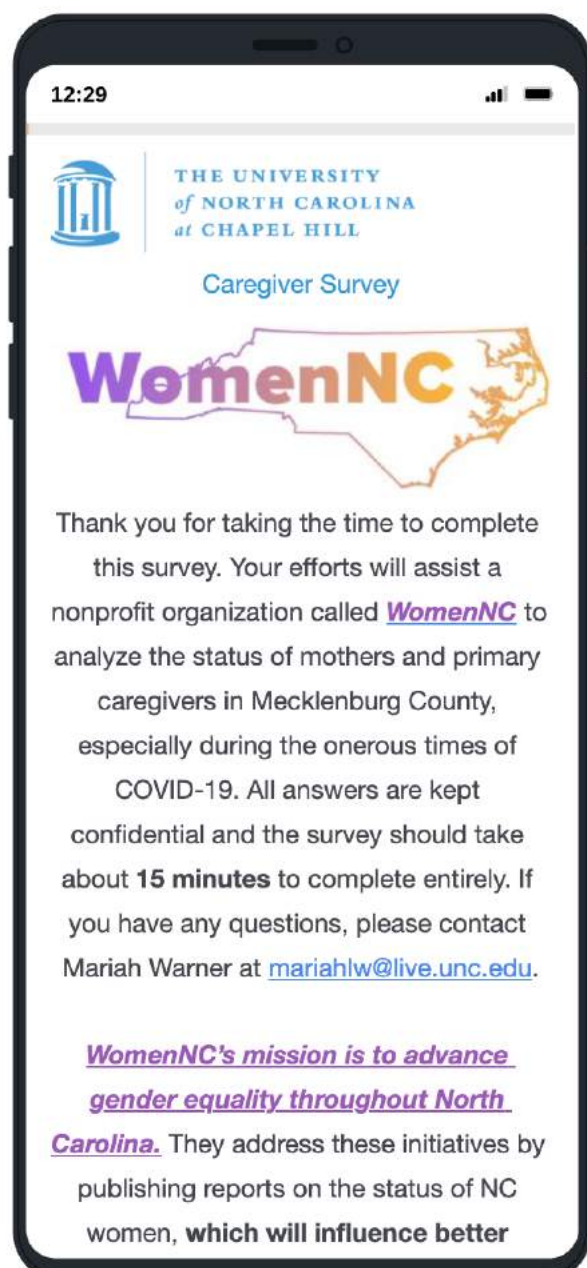 12:29
THE UNIVERSITY
of NORTH CAROLINA
at CHAPEL HILL
Caregiver Survey
WomenNC
Thank you for taking the time to complete
this survey. Your efforts will assist a
nonprofit organization called WomenNC to
analyze the status of mothers and primary
caregivers in Mecklenburg County,
especially during the onerous times of
COVID-19. All answers are kept
confidential and the survey should take
about 15 minutes to complete entirely. If
you have any questions, please contact
Mariah Warner at mariahlw@live.unc.edu.
WomenNC's mission is to advance
gender equality throughout North
Carolina. They address these initiatives by
publishing reports on the status of NC
women, which will influence better